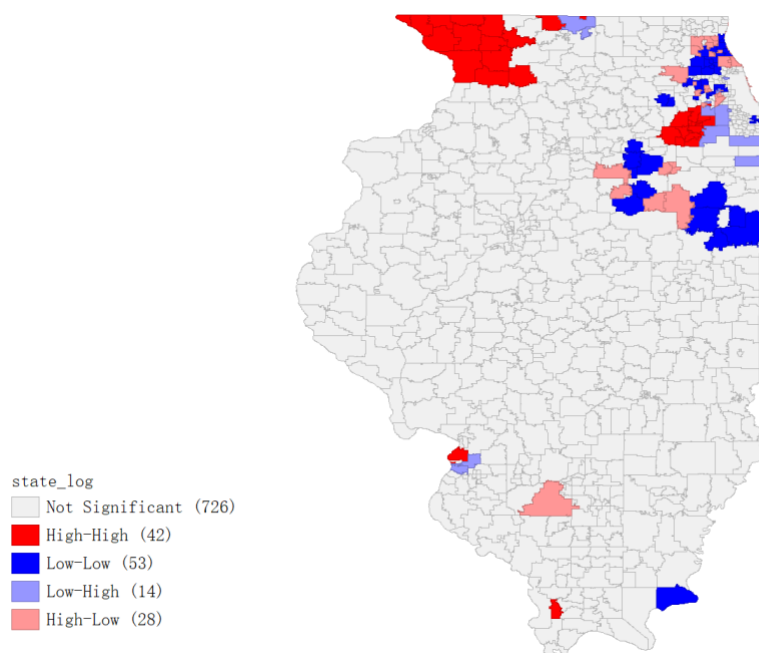 state_log
Not Significant (726)
High-High (42)
Low-Low (53)
Low-High (14)
High-Low (28)